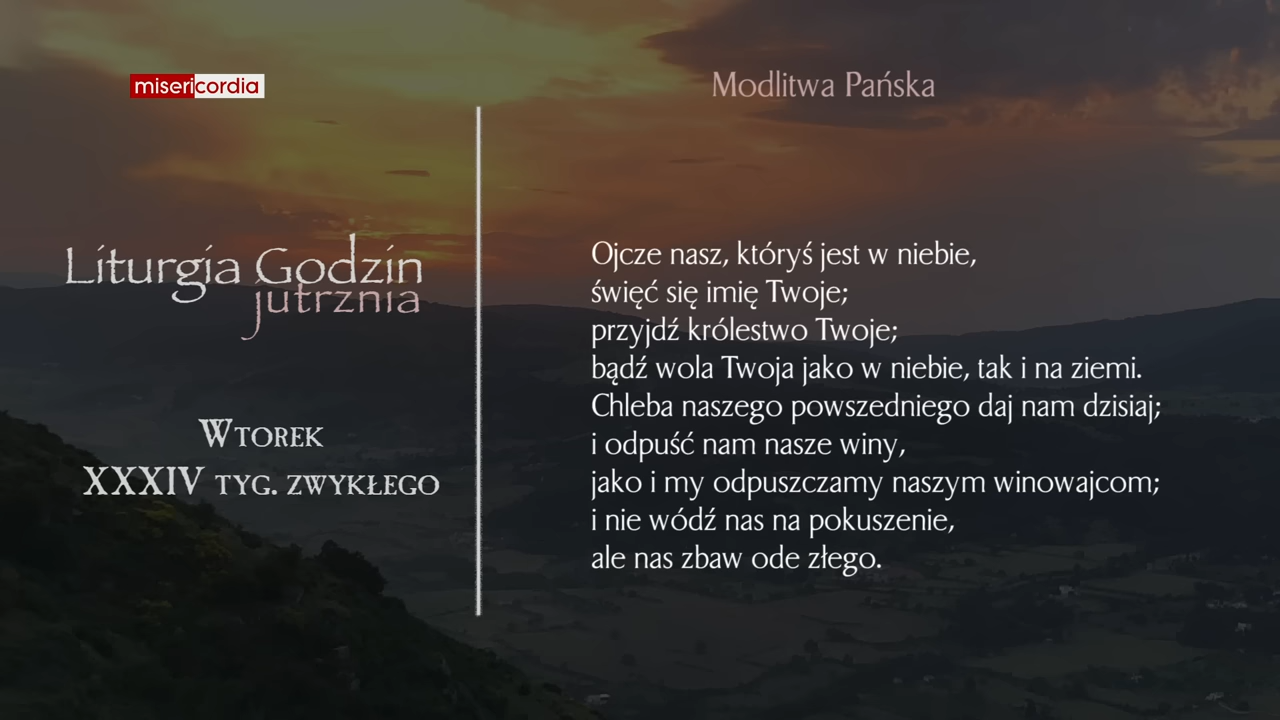 misericordia
Liturgia Godzin
jutrznia
Wtorek
XXXIV tyg. zwykłego
Modlitwa Pańska
Ojcze nasz, któryś jest w niebie,
święć się imię Twoje;
przyjdź królestwo Twoje;
bądź wola Twoja jako w niebie, tak i na ziemi.
Chleba naszego powszedniego daj nam dzisiaj;
i odpuść nam nasze winy,
jako i my odpuszczamy naszym winowajcom;
i nie wódź nas na pokuszenie,
ale nas zbaw ode złego.